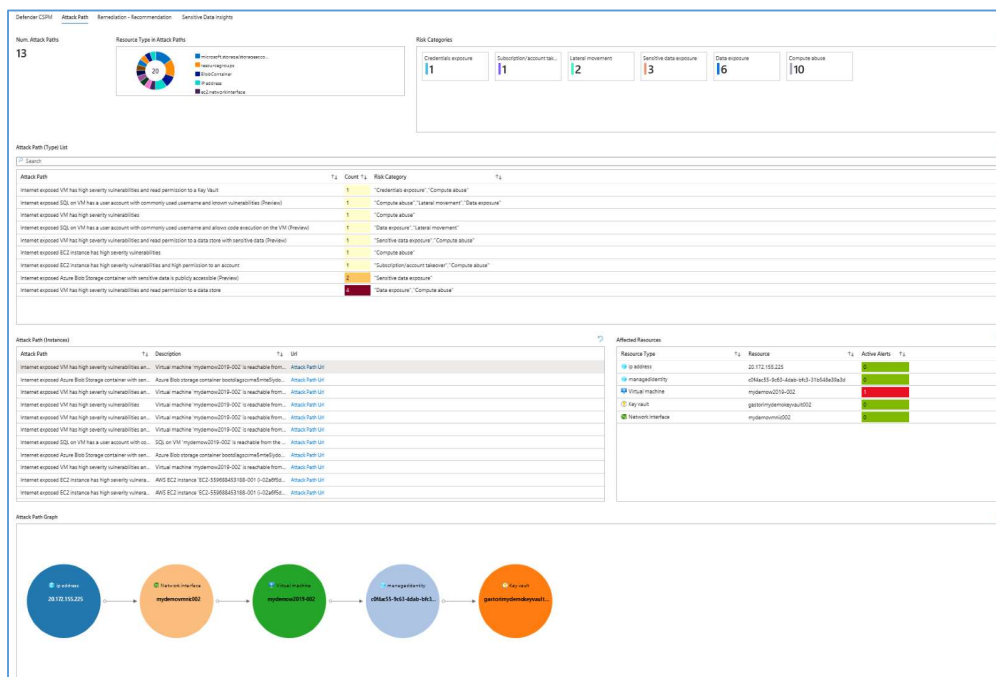 Defender CSPM Attack Path Remediation - Recommendation Sensitive Data Insights
Num. Attack Paths
13
Resource Type in Attack Paths
20
microsoft.storage/storageacco...
resourcegroups
BlobContainer
ip address
ec2.networkinterface
Risk Categories
Credentials exposure
1
Subscription/account tak...
1
Lateral movement
2
Sensitive data exposure
3
Data exposure
6
Compute abuse
10
Attack Path (Type) List
Search
Attack Path ↑↓ Count ↑↓ Risk Category ↑↓
Internet exposed VM has high severity vulnerabilities and read permission to a Key Vault 1 "Credentials exposure","Compute abuse"
Internet exposed SQL on VM has a user account with commonly used username and known vulnerabilities (Preview) 1 "Compute abuse","Lateral movement","Data exposure"
Internet exposed VM has high severity vulnerabilities 1 "Compute abuse"
Internet exposed SQL on VM has a user account with commonly used username and allows code execution on the VM (Preview) 1 "Data exposure","Lateral movement"
Internet exposed VM has high severity vulnerabilities and read permission to a data store with sensitive data (Preview) 1 "Sensitive data exposure","Compute abuse"
Internet exposed EC2 instance has high severity vulnerabilities 1 "Compute abuse"
Internet exposed EC2 instance has high severity vulnerabilities and high permission to an account 1 "Subscription/account takeover","Compute abuse"
Internet exposed Azure Blob Storage container with sensitive data is publicly accessible (Preview) 2 "Sensitive data exposure"
Internet exposed VM has high severity vulnerabilities and read permission to a data store 4 "Data exposure","Compute abuse"
Attack Path (Instances)
Attack Path ↑↓ Description ↑↓ Url
Internet exposed VM has high severity vulnerabilities an... Virtual machine 'mydemow2019-002' is reachable from... Attack Path Url
Internet exposed Azure Blob Storage container with sen... Azure Blob storage container Attack Path Url
Internet exposed VM has high severity vulnerabilities an... Virtual machine 'mydemow2019-002' is reachable from... Attack Path Url
Internet exposed VM has high severity vulnerabilities an... Virtual machine 'mydemow2019-002' is reachable from... Attack Path Url
Internet exposed VM has high severity vulnerabilities Virtual machine 'mydemow2019-002' is reachable from... Attack Path Url
Internet exposed VM has high severity vulnerabilities an... Virtual machine 'mydemow2019-002' is reachable from... Attack Path Url
Internet exposed SQL on VM has a user account with co... SQL on VM 'mydemow2019-002' is reachable from the ... Attack Path Url
Internet exposed Azure Blob Storage container with sen... Azure Blob storage container Attack Path Url
Internet exposed VM has high severity vulnerabilities an... Virtual machine 'mydemow2019-002' is reachable from... Attack Path Url
Internet exposed EC2 instance has high severity vulnera... AWS EC2 instance 'EC2-559688453188-001 Attack Path Url
Internet exposed EC2 instance has high severity vulnera... AWS EC2 instance 'EC2-559688453188-001 Attack Path Url
Affected Resources
Resource Type ↑↓ Resource ↑↓ Active Alerts ↑↓
ip address 20.172.155.225 0
managedidentity 0
Virtual machine mydemow2019-002 1
Key vault gastorimydemokeyvault002 0
Network Interface mydemovmnic002 0
Attack Path Graph
ip address
20.172.155.225
Network Interface
mydemovmnic002
Virtual machine
mydemow2019-002
managedidentity
c0f4ac55-9c63-4dab-bfc3...
Key vault
gastorimydemokeyvault...